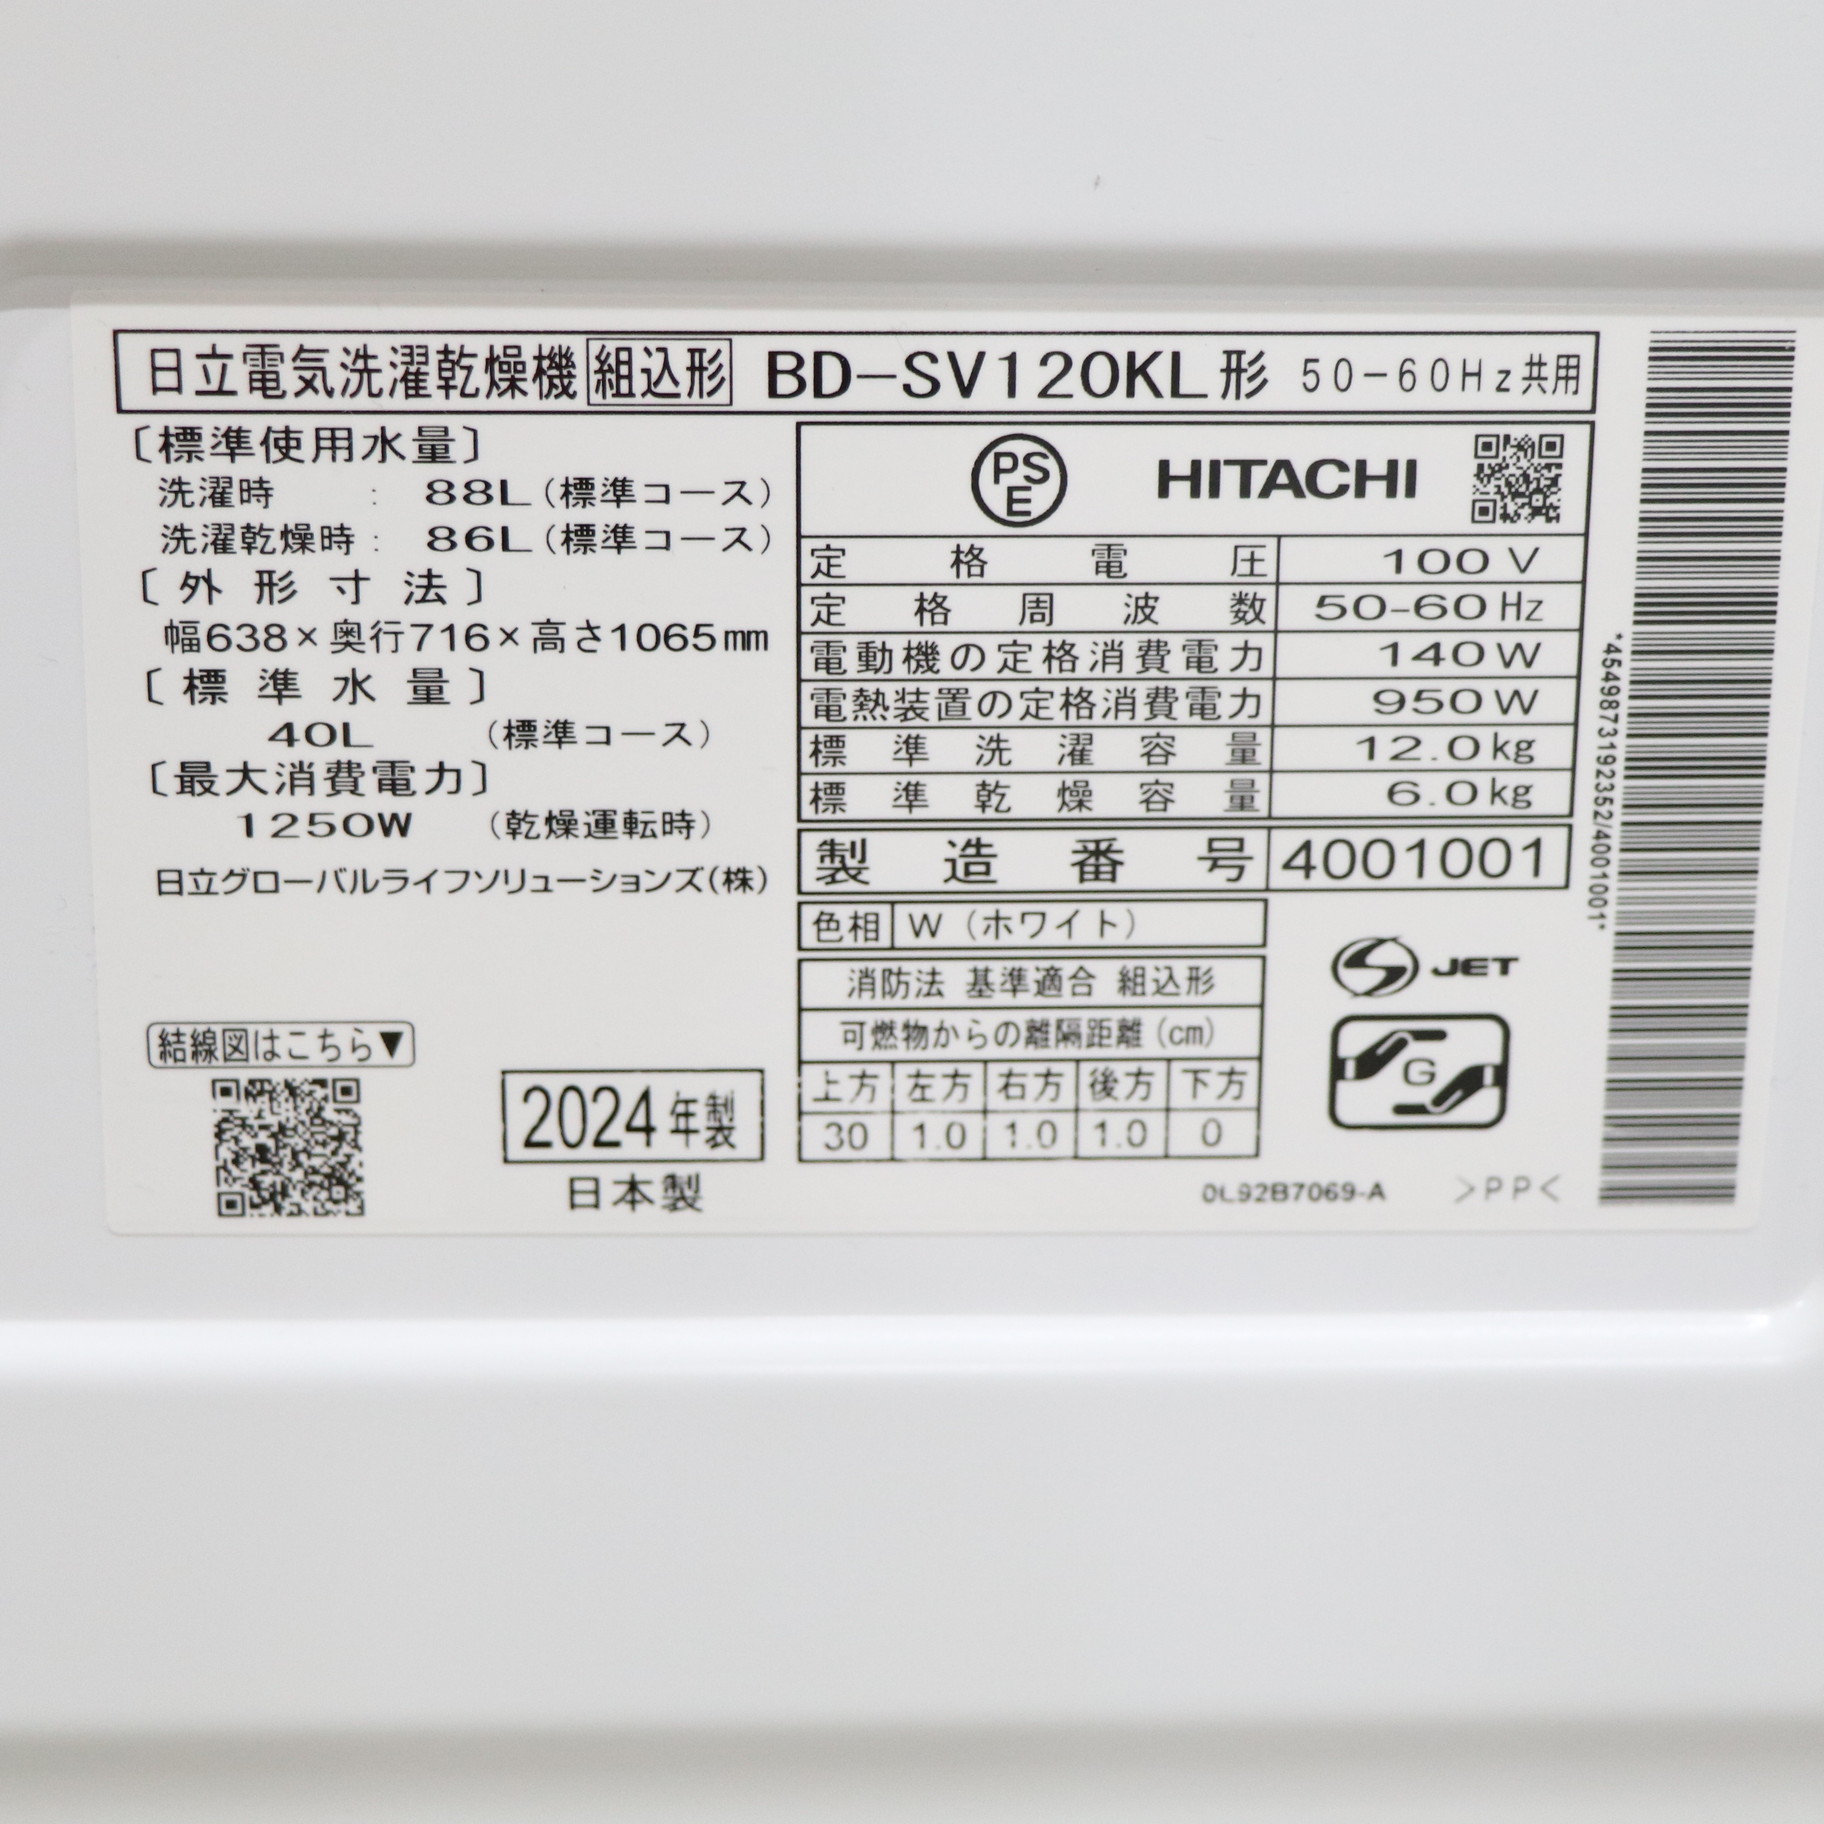 日立電気洗濯乾燥機 組込形 BD-SV120KL形 50-60Hz共用
〔標準使用水量〕
洗濯時 : 88L(標準コース)
洗濯乾燥時: 86L(標準コース)
〔外形寸法〕
幅638×奥行716×高さ1065mm
〔標準水量〕
40L (標準コース)
〔最大消費電力〕
1250W (乾燥運転時)
日立グローバルライフソリューションズ(株)
結線図はこちら▼
2024年製
日本製
PSE HITACHI
定格電圧 100V
定格周波数 50-60Hz
電動機の定格消費電力 140W
電熱装置の定格消費電力 950W
標準洗濯容量 12.0kg
標準乾燥容量 6.0kg
製造番号 4001001
色相 W(ホワイト)
消防法 基準適合 組込形
可燃物からの離隔距離(cm)
上方 左方 右方 後方 下方
30 1.0 1.0 1.0 0
S JET
G
0L92B7069-A >PP<
*4549873192352/4001001*